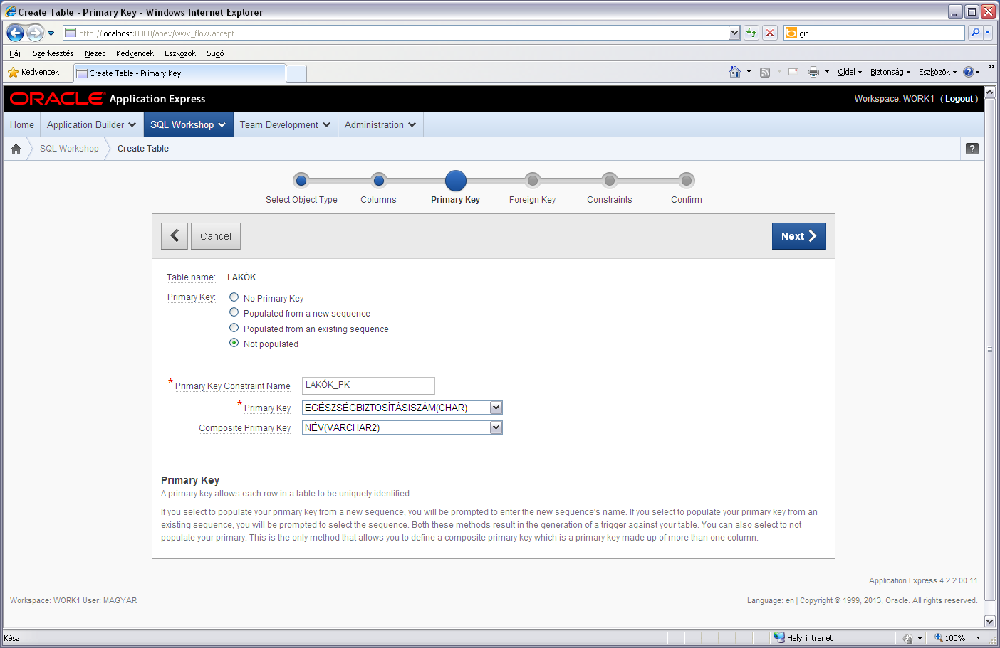 Create Table - Primary Key - Windows Internet Explorer
http://localhost:8080/apex/wwv_flow.accept
git
Fájl Szerkesztés Nézet Kedvencek Eszközök Súgó
Kedvencek Create Table - Primary Key Oldal Biztonság Eszközök »
ORACLE Application Express Workspace: WORK1 ( Logout )
Home Application Builder SQL Workshop Team Development Administration
SQL Workshop Create Table ?
Select Object Type Columns Primary Key Foreign Key Constraints Confirm
Cancel Next
Table name: LAKÓK
Primary Key: No Primary Key
Populated from a new sequence
Populated from an existing sequence
Not populated
* Primary Key Constraint Name LAKÓK_PK
* Primary Key EGÉSZSÉGBIZTOSÍTÁSISZÁM(CHAR)
Composite Primary Key NÉV(VARCHAR2)
Primary Key
A primary key allows each row in a table to be uniquely identified.
If you select to populate your primary key from a new sequence, you will be prompted to enter the new sequence's name. If you select to populate your primary key from an
existing sequence, you will be prompted to select the sequence. Both these methods result in the generation of a trigger against your table. You can also select to not
populate your primary. This is the only method that allows you to define a composite primary key which is a primary key made up of more than one column.
Application Express 4.2.2.00.11
Workspace: WORK1 User: MAGYAR Language: en | Copyright © 1999, 2013, Oracle. All rights reserved.
Kész Helyi intranet 100%